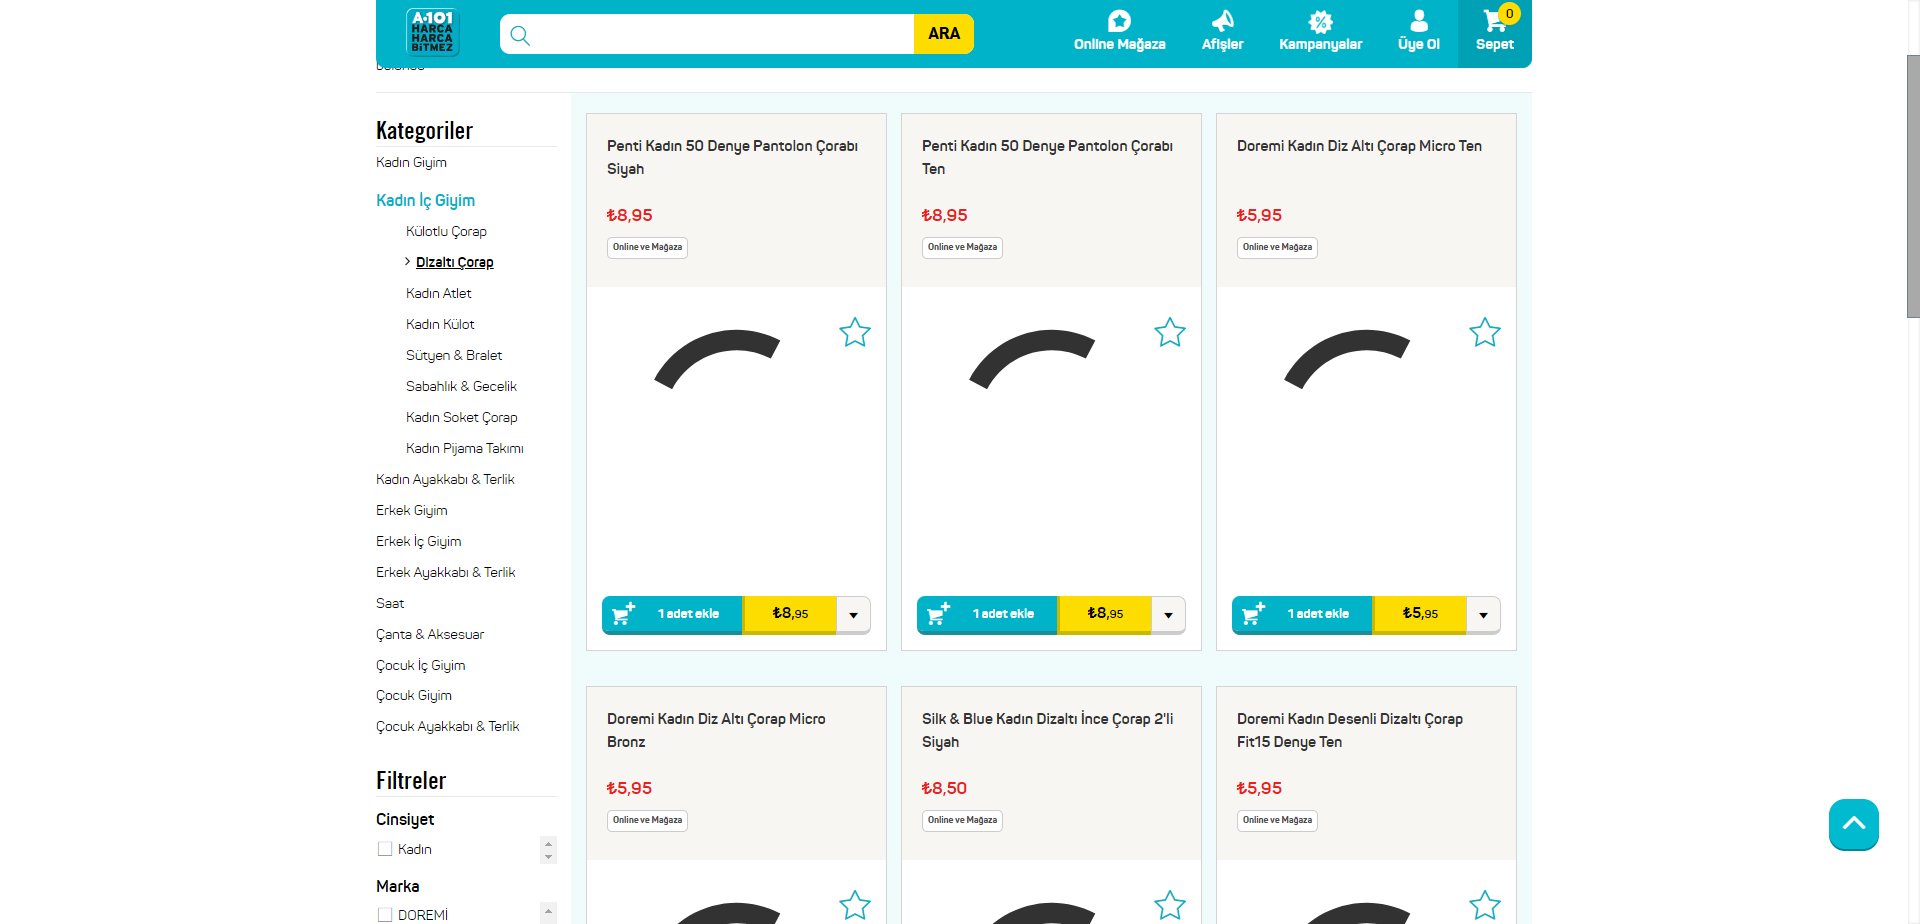 A-101
HARCA
HARCA
BİTMEZ
ARA
Online Mağaza
Afişler
Kampanyalar
Üye Ol
0
Sepet
Kategoriler
Kadın Giyim
Kadın İç Giyim
Külotlu Çorap
Dizaltı Çorap
Kadın Atlet
Kadın Külot
Sütyen & Bralet
Sabahlık & Gecelik
Kadın Soket Çorap
Kadın Pijama Takımı
Kadın Ayakkabı & Terlik
Erkek Giyim
Erkek İç Giyim
Erkek Ayakkabı & Terlik
Saat
Çanta & Aksesuar
Çocuk İç Giyim
Çocuk Giyim
Çocuk Ayakkabı & Terlik
Filtreler
Cinsiyet
Kadın
Marka
DOREMİ
Penti Kadın 50 Denye Pantolon Çorabı
Siyah
₺8,95
Online ve Mağaza
1 adet ekle ₺8,95
Penti Kadın 50 Denye Pantolon Çorabı
Ten
₺8,95
Online ve Mağaza
1 adet ekle ₺8,95
Doremi Kadın Diz Altı Çorap Micro Ten
₺5,95
Online ve Mağaza
1 adet ekle ₺5,95
Doremi Kadın Diz Altı Çorap Micro
Bronz
₺5,95
Online ve Mağaza
Silk & Blue Kadın Dizaltı İnce Çorap 2'li
Siyah
₺8,50
Online ve Mağaza
Doremi Kadın Desenli Dizaltı Çorap
Fit15 Denye Ten
₺5,95
Online ve Mağaza